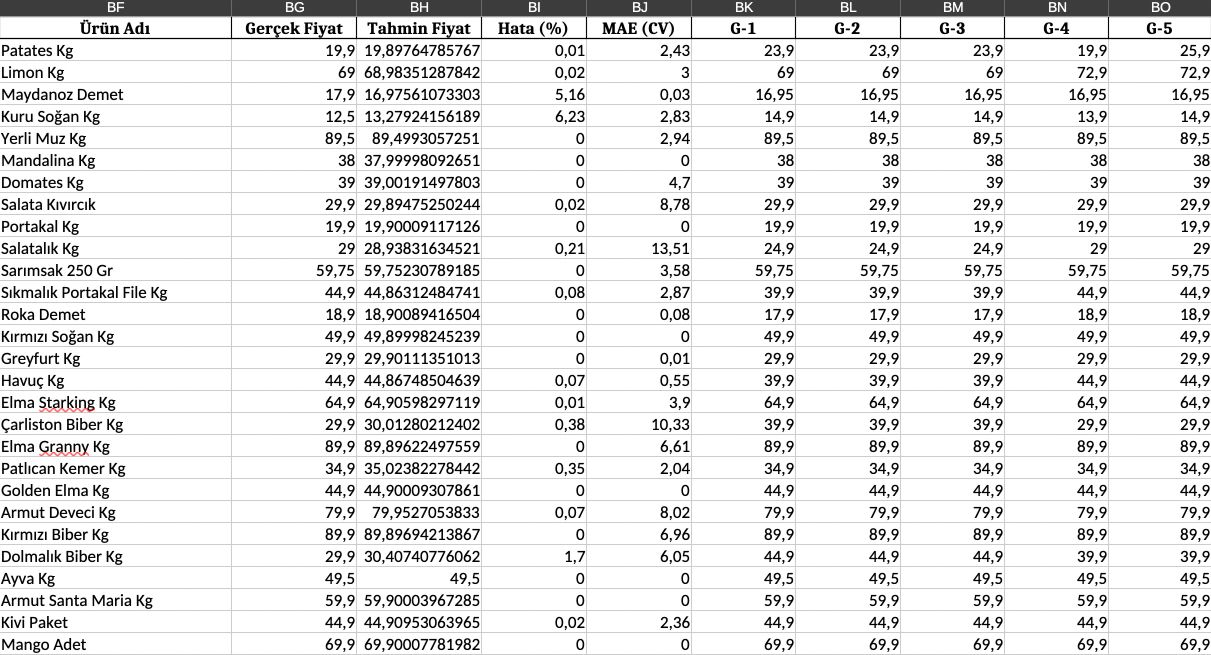 BF BG BH BI BJ BK BL BM BN BO
Ürün Adı Gerçek Fiyat Tahmin Fiyat Hata (%) MAE (CV) G-1 G-2 G-3 G-4 G-5
Patates Kg 19,9 19,89764785767 0,01 2,43 23,9 23,9 23,9 19,9 25,9
Limon Kg 69 68,98351287842 0,02 3 69 69 69 72,9 72,9
Maydanoz Demet 17,9 16,97561073303 5,16 0,03 16,95 16,95 16,95 16,95 16,95
Kuru Soğan Kg 12,5 13,27924156189 6,23 2,83 14,9 14,9 14,9 13,9 14,9
Yerli Muz Kg 89,5 89,4993057251 0 2,94 89,5 89,5 89,5 89,5 89,5
Mandalina Kg 38 37,99998092651 0 0 38 38 38 38 38
Domates Kg 39 39,00191497803 0 4,7 39 39 39 39 39
Salata Kıvırcık 29,9 29,89475250244 0,02 8,78 29,9 29,9 29,9 29,9 29,9
Portakal Kg 19,9 19,90009117126 0 0 19,9 19,9 19,9 19,9 19,9
Salatalık Kg 29 28,93831634521 0,21 13,51 24,9 24,9 24,9 29 29
Sarımsak 250 Gr 59,75 59,75230789185 0 3,58 59,75 59,75 59,75 59,75 59,75
Sıkmalık Portakal File Kg 44,9 44,86312484741 0,08 2,87 39,9 39,9 39,9 44,9 44,9
Roka Demet 18,9 18,90089416504 0 0,08 17,9 17,9 17,9 18,9 18,9
Kırmızı Soğan Kg 49,9 49,89998245239 0 0 49,9 49,9 49,9 49,9 49,9
Greyfurt Kg 29,9 29,90111351013 0 0,01 29,9 29,9 29,9 29,9 29,9
Havuç Kg 44,9 44,86748504639 0,07 0,55 39,9 39,9 39,9 44,9 44,9
Elma Starking Kg 64,9 64,90598297119 0,01 3,9 64,9 64,9 64,9 64,9 64,9
Çarliston Biber Kg 29,9 30,01280212402 0,38 10,33 39,9 39,9 39,9 29,9 29,9
Elma Granny Kg 89,9 89,89622497559 0 6,61 89,9 89,9 89,9 89,9 89,9
Patlıcan Kemer Kg 34,9 35,02382278442 0,35 2,04 34,9 34,9 34,9 34,9 34,9
Golden Elma Kg 44,9 44,90009307861 0 0 44,9 44,9 44,9 44,9 44,9
Armut Deveci Kg 79,9 79,9527053833 0,07 8,02 79,9 79,9 79,9 79,9 79,9
Kırmızı Biber Kg 89,9 89,89694213867 0 6,96 89,9 89,9 89,9 89,9 89,9
Dolmalık Biber Kg 29,9 30,40740776062 1,7 6,05 44,9 44,9 44,9 39,9 39,9
Ayva Kg 49,5 49,5 0 0 49,5 49,5 49,5 49,5 49,5
Armut Santa Maria Kg 59,9 59,90003967285 0 0 59,9 59,9 59,9 59,9 59,9
Kivi Paket 44,9 44,90953063965 0,02 2,36 44,9 44,9 44,9 44,9 44,9
Mango Adet 69,9 69,90007781982 0 0 69,9 69,9 69,9 69,9 69,9